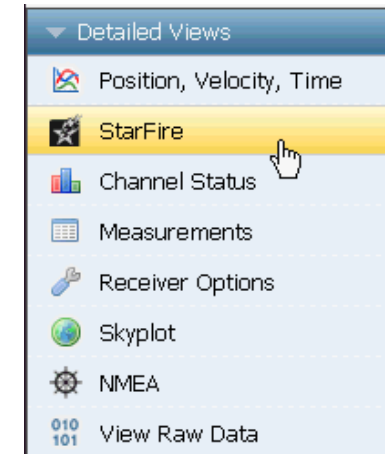 Detailed Views
Position, Velocity, Time
StarFire
Channel Status
Measurements
Receiver Options
Skyplot
NMEA
010
101
View Raw Data